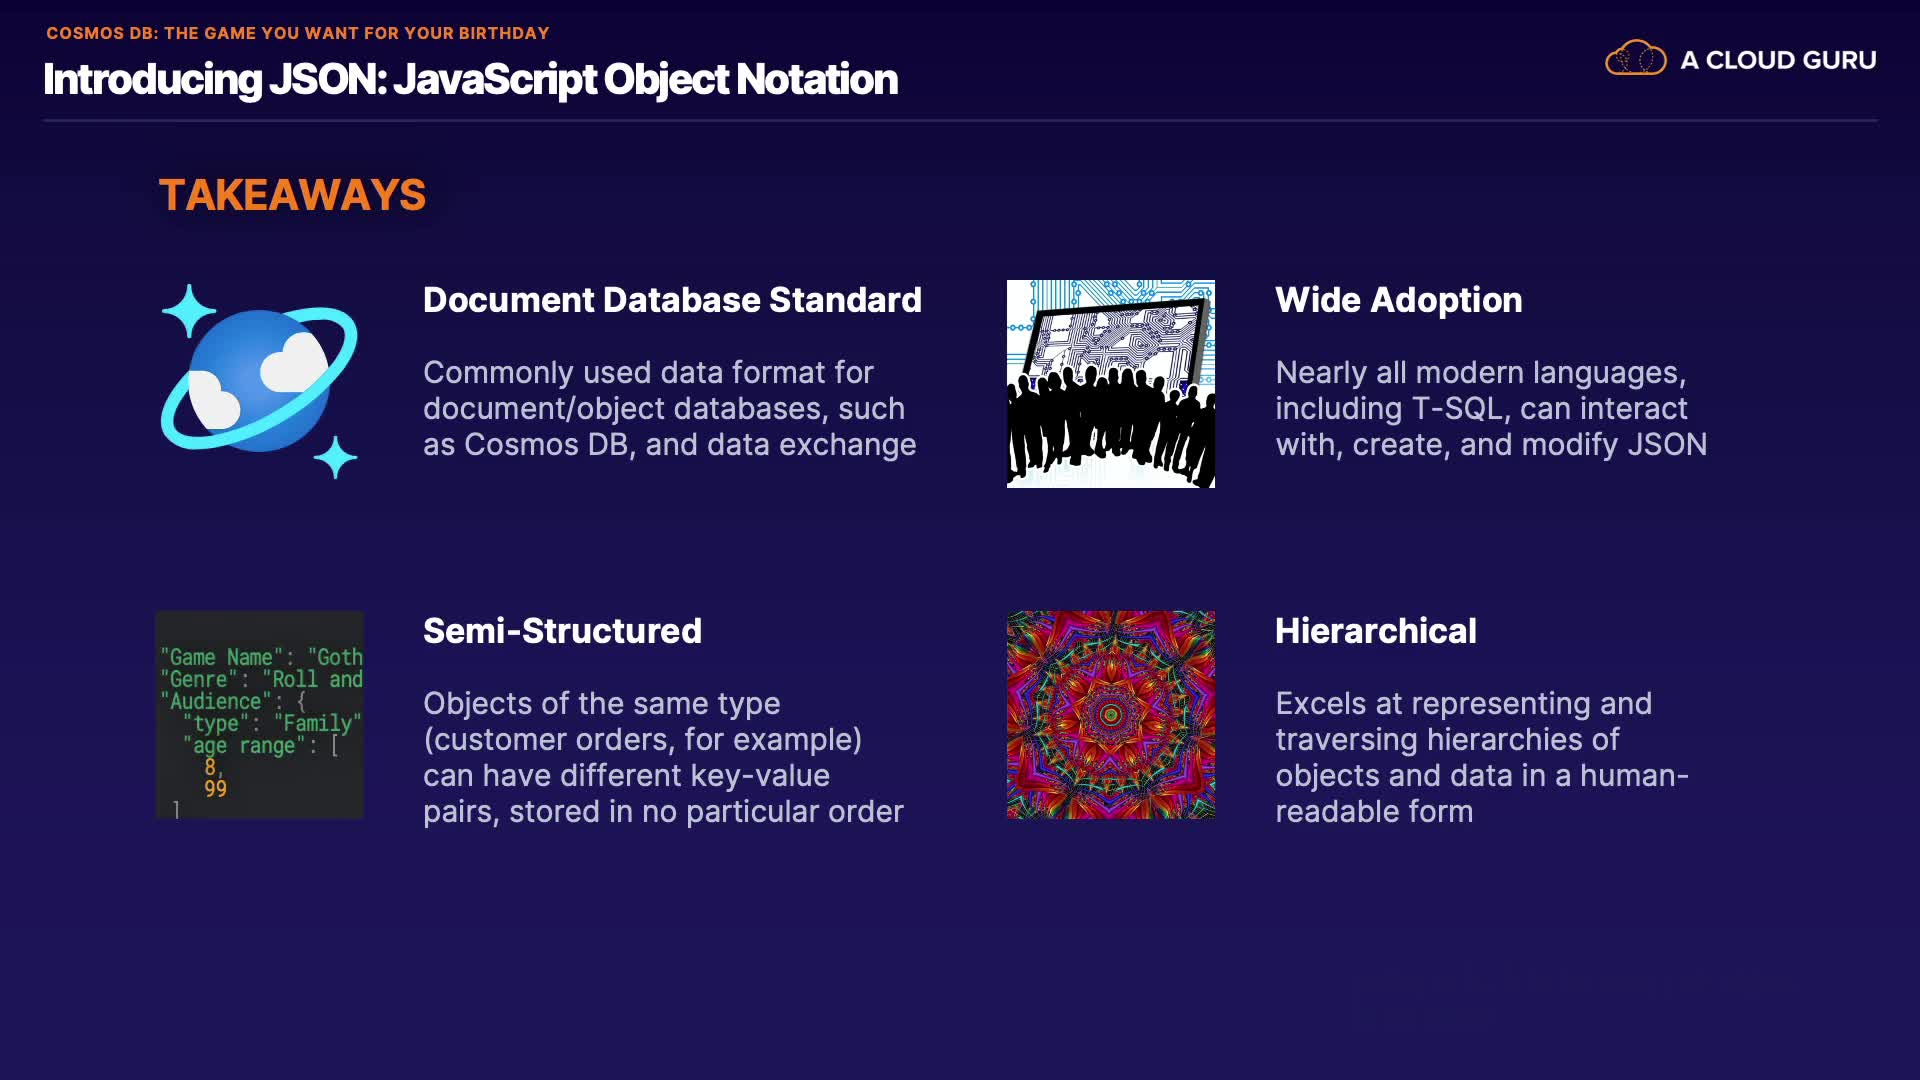 COSMOS DB: THE GAME YOU WANT FOR YOUR BIRTHDAY
Introducing JSON: JavaScript Object Notation
A CLOUD GURU
TAKEAWAYS
Document Database Standard
Commonly used data format for
document/object databases, such
as Cosmos DB, and data exchange
Wide Adoption
Nearly all modern languages,
including T-SQL, can interact
with, create, and modify JSON
"Game Name": "Goth
"Genre": "Roll and
"Audience": {
"type": "Family"
"age range": [
8,
99
]
Semi-Structured
Objects of the same type
(customer orders, for example)
can have different key-value
pairs, stored in no particular order
Hierarchical
Excels at representing and
traversing hierarchies of
objects and data in a human-
readable form